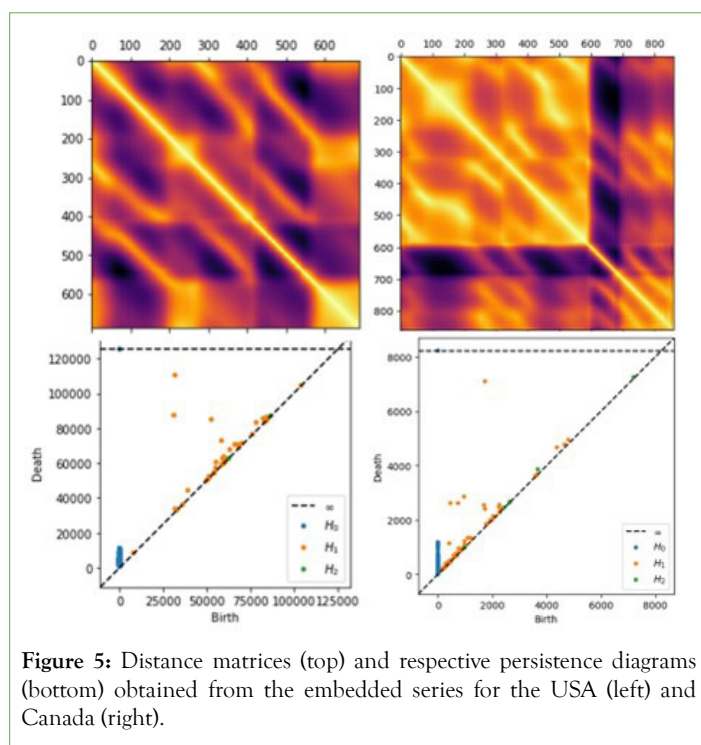 0 100 200 300 400 500 600
0
100
200
300
400
500
600
0 100 200 300 400 500 600 700 800
0
100
200
300
400
500
600
700
800
120000
100000
80000
60000
40000
20000
0
Death
0 25000 50000 75000 100000 125000
Birth
∞
H₀
H₁
H₂
8000
6000
4000
2000
0
Death
0 2000 4000 6000 8000
Birth
∞
H₀
H₁
H₂
Figure 5: Distance matrices (top) and respective persistence diagrams
(bottom) obtained from the embedded series for the USA (left) and
Canada (right).